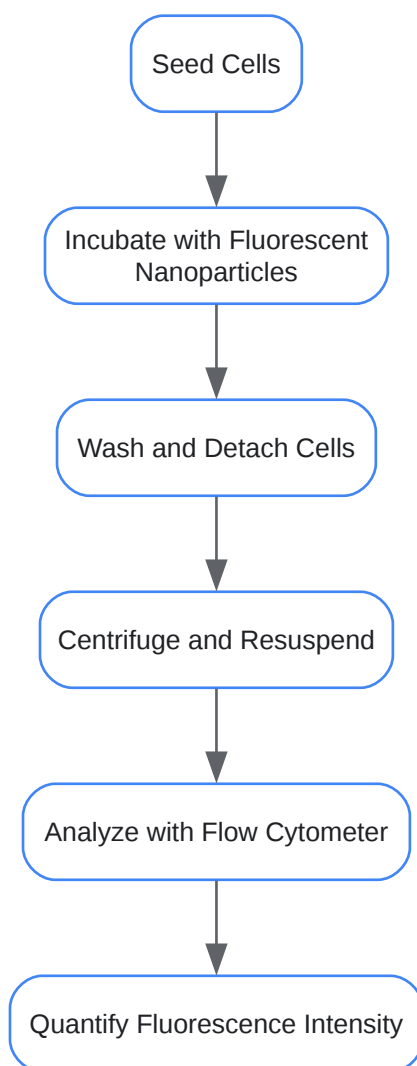 Seed Cells
Incubate with Fluorescent
Nanoparticles
Wash and Detach Cells
Centrifuge and Resuspend
Analyze with Flow Cytometer
Quantify Fluorescence Intensity